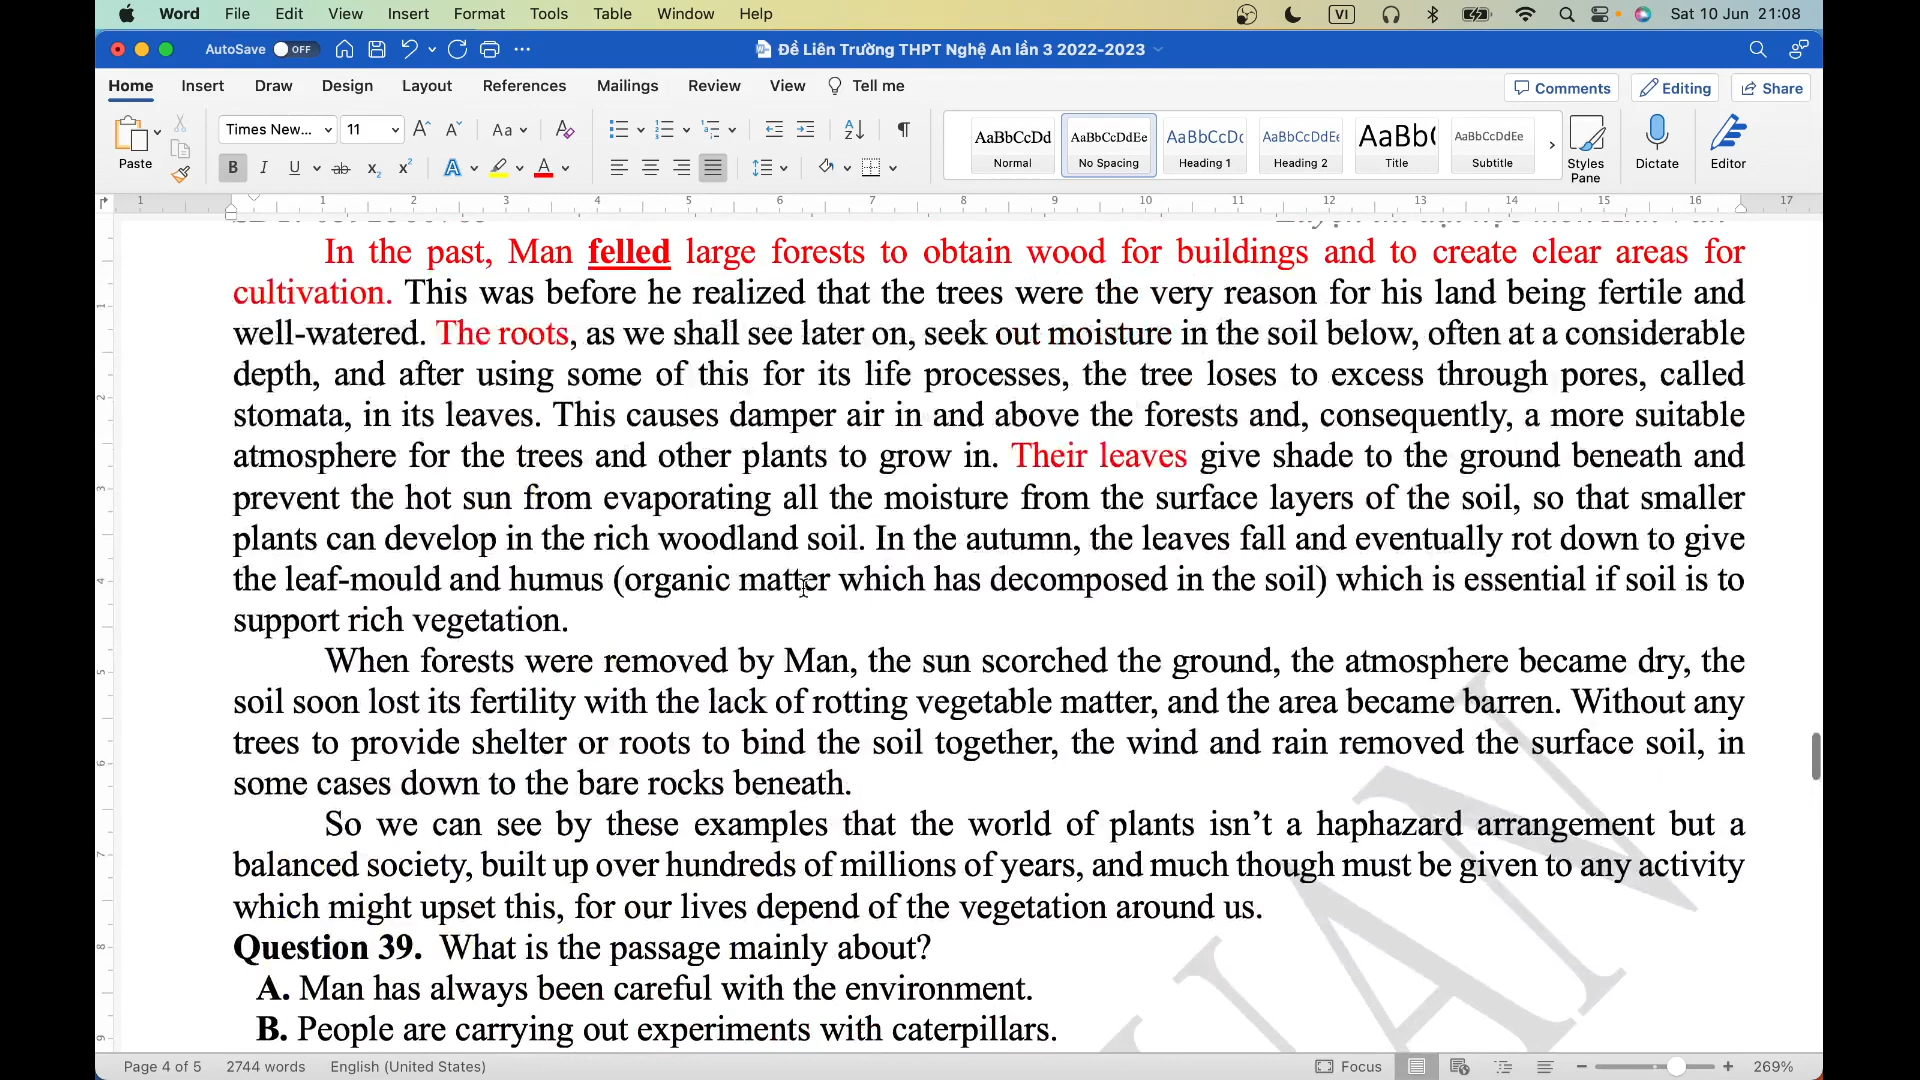 Word File Edit View Insert Format Tools Table Window Help VI Sat 10 Jun 21:08
AutoSave OFF Đề Liên Trường THPT Nghệ An lần 3 2022-2023
Home Insert Draw Design Layout References Mailings Review View Tell me Comments Editing Share
Paste Times New... 11 Aa
AaBbCcDd AaBbCcDdEe AaBbCcDc AaBbCcDdEe AaBb( AaBbCcDdEe
Normal No Spacing Heading 1 Heading 2 Title Subtitle Styles Pane Dictate Editor
1 1 2 3 4 5 6 7 8 9 10 11 12 13 14 15 16 17
In the past, Man felled large forests to obtain wood for buildings and to create clear areas for
cultivation. This was before he realized that the trees were the very reason for his land being fertile and
well-watered. The roots, as we shall see later on, seek out moisture in the soil below, often at a considerable
depth, and after using some of this for its life processes, the tree loses to excess through pores, called
stomata, in its leaves. This causes damper air in and above the forests and, consequently, a more suitable
atmosphere for the trees and other plants to grow in. Their leaves give shade to the ground beneath and
prevent the hot sun from evaporating all the moisture from the surface layers of the soil, so that smaller
plants can develop in the rich woodland soil. In the autumn, the leaves fall and eventually rot down to give
the leaf-mould and humus (organic matter which has decomposed in the soil) which is essential if soil is to
support rich vegetation.
When forests were removed by Man, the sun scorched the ground, the atmosphere became dry, the
soil soon lost its fertility with the lack of rotting vegetable matter, and the area became barren. Without any
trees to provide shelter or roots to bind the soil together, the wind and rain removed the surface soil, in
some cases down to the bare rocks beneath.
So we can see by these examples that the world of plants isn't a haphazard arrangement but a
balanced society, built up over hundreds of millions of years, and much though must be given to any activity
which might upset this, for our lives depend of the vegetation around us.
Question 39. What is the passage mainly about?
A. Man has always been careful with the environment.
B. People are carrying out experiments with caterpillars.
Page 4 of 5 2744 words English (United States) Focus 269%